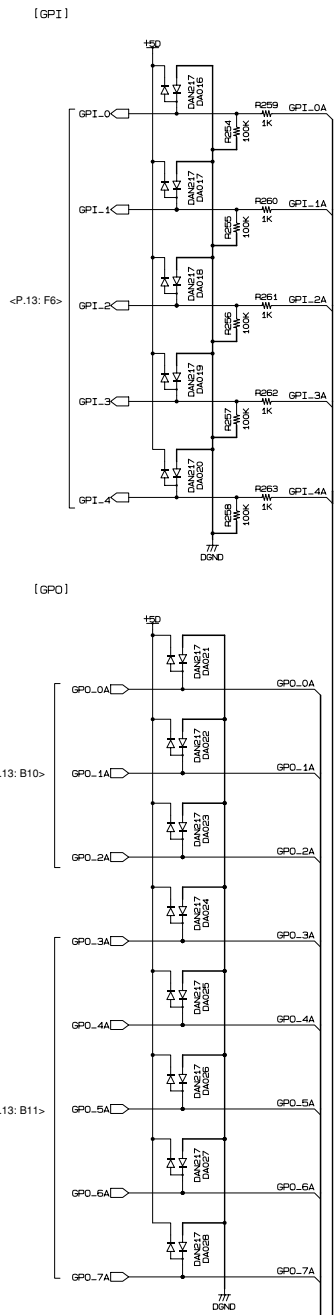 [GPI]
+5D
DAN217
DA016
GPI_0
R254
100K
R259
1K
GPI_0A
DAN217
DA017
GPI_1
R255
100K
R260
1K
GPI_1A
DAN217
DA018
<P.13: F6>
GPI_2
R256
100K
R261
1K
GPI_2A
DAN217
DA019
GPI_3
R257
100K
R262
1K
GPI_3A
DAN217
DA020
GPI_4
R258
100K
R263
1K
GPI_4A
DGND
[GPO]
+5D
DAN217
DA021
GPO_0A
GPO_0A
DAN217
DA022
.13: B10>
GPO_1A
GPO_1A
DAN217
DA023
GPO_2A
GPO_2A
DAN217
DA024
GPO_3A
GPO_3A
DAN217
DA025
GPO_4A
GPO_4A
DAN217
DA026
.13: B11>
GPO_5A
GPO_5A
DAN217
DA027
GPO_6A
GPO_6A
DAN217
DA028
GPO_7A
GPO_7A
DGND